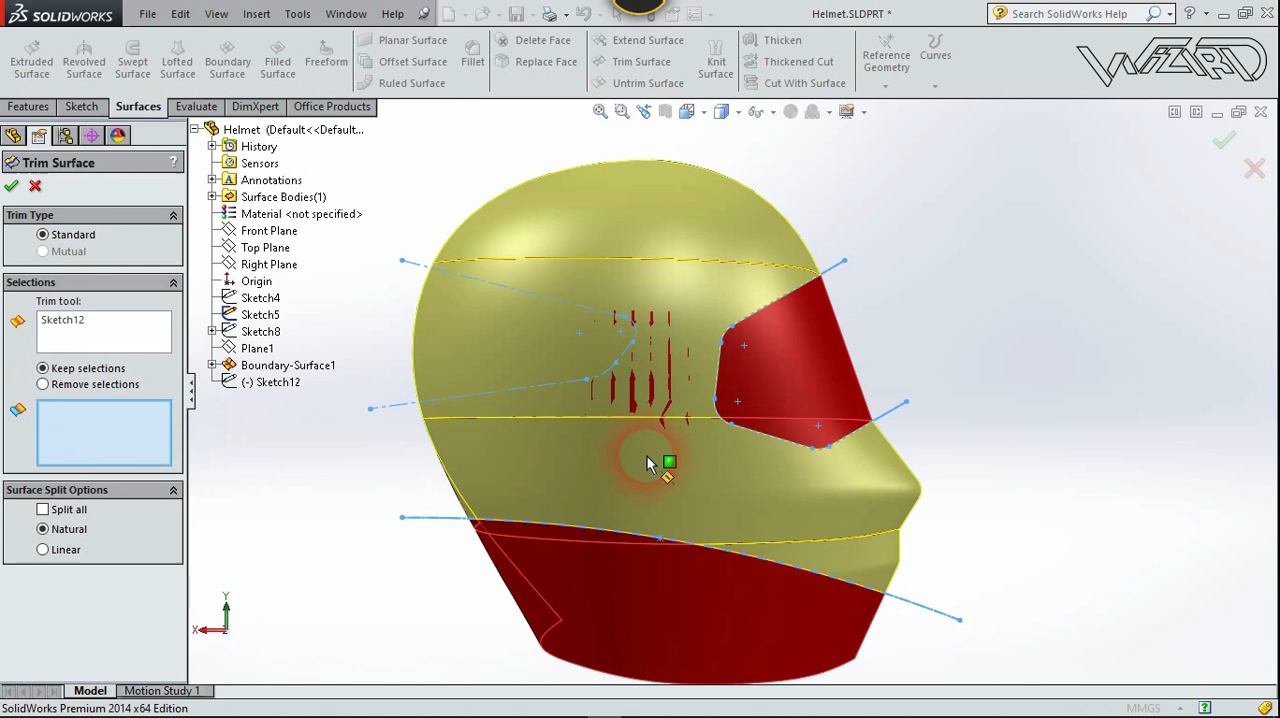 SOLIDWORKS File Edit View Insert Tools Window Help Helmet.SLDPRT * Search SolidWorks Help
Extruded Surface
Revolved Surface
Swept Surface
Lofted Surface
Boundary Surface
Filled Surface
Freeform
Planar Surface
Offset Surface
Ruled Surface
Fillet
Delete Face
Replace Face
Extend Surface
Trim Surface
Untrim Surface
Knit Surface
Thicken
Thickened Cut
Cut With Surface
Reference Geometry
Curves
WIZARD
Features Sketch Surfaces Evaluate DimXpert Office Products
Trim Surface ?
Trim Type
Standard
Mutual
Selections
Trim tool:
Sketch12
Keep selections
Remove selections
Surface Split Options
Split all
Natural
Linear
Helmet (Default<<Default...
History
Sensors
Annotations
Surface Bodies(1)
Material <not specified>
Front Plane
Top Plane
Right Plane
Origin
Sketch4
Sketch5
Sketch8
Plane1
Boundary-Surface1
(-) Sketch12
Y
X
Z
Model Motion Study 1
SolidWorks Premium 2014 x64 Edition MMGS